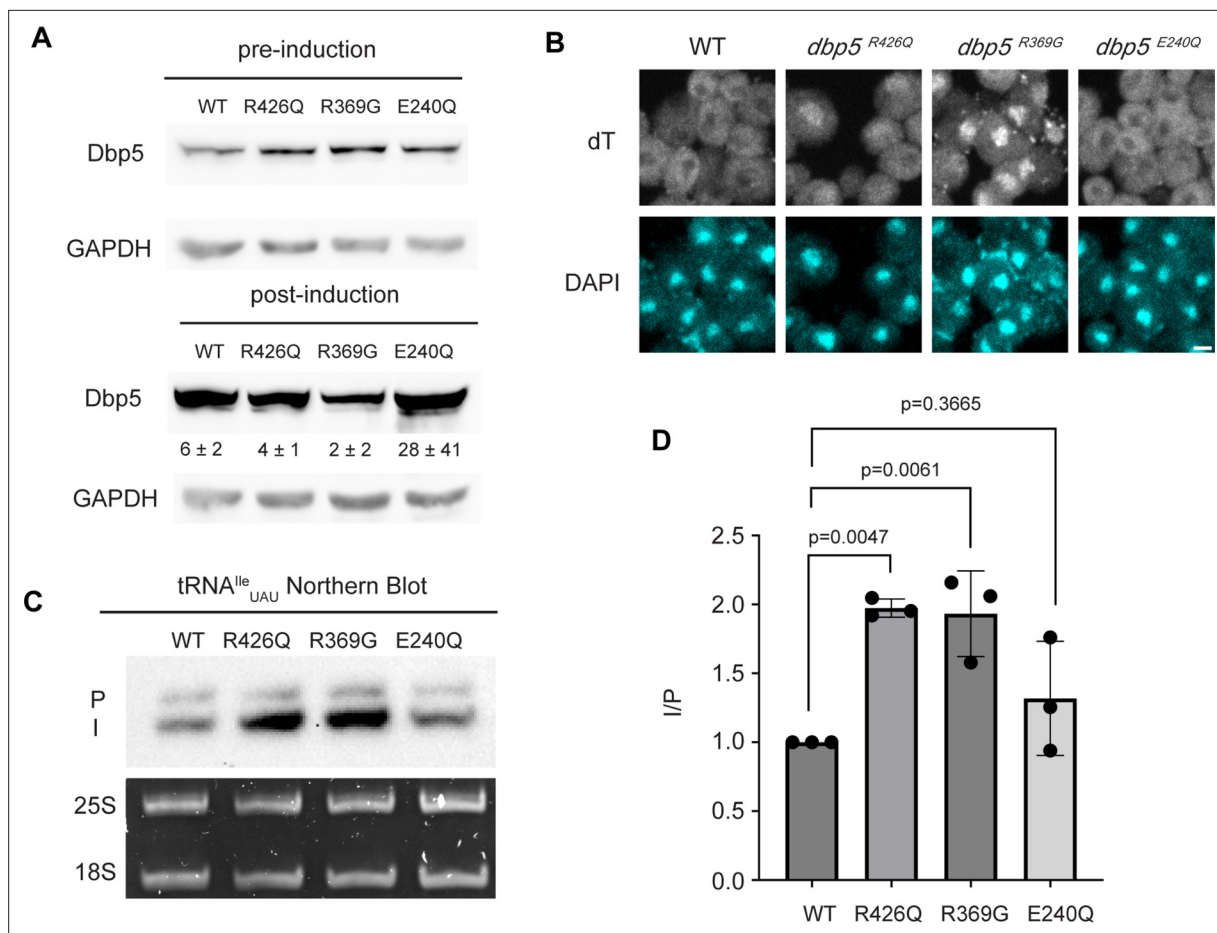 A
pre-induction
WT R426Q R369G E240Q
Dbp5
GAPDH
post-induction
WT R426Q R369G E240Q
Dbp5
6 ± 2 4 ± 1 2 ± 2 28 ± 41
GAPDH
B
WT dbp5 R426Q dbp5 R369G dbp5 E240Q
dT
DAPI
C
tRNA Ile UAU Northern Blot
WT R426Q R369G E240Q
P
I
25S
18S
D
p=0.3665
p=0.0061
p=0.0047
I/P
2.5
2.0
1.5
1.0
0.5
0.0
WT R426Q R369G E240Q